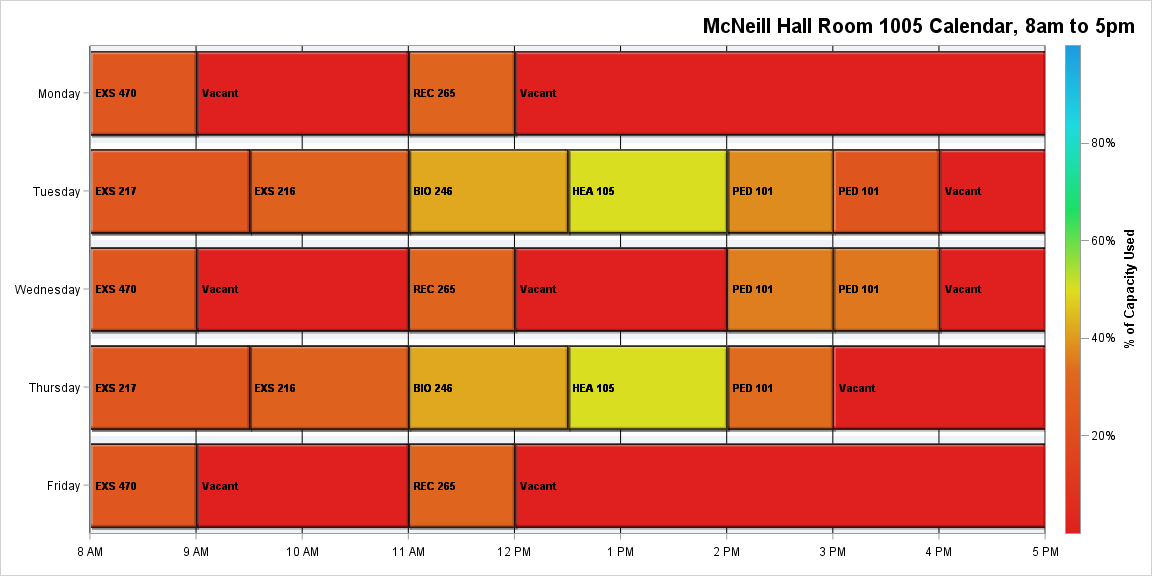 McNeill Hall Room 1005 Calendar, 8am to 5pm
Monday
EXS 470
Vacant
REC 265
Vacant
Tuesday
EXS 217
EXS 216
BIO 246
HEA 105
PED 101
PED 101
Vacant
Wednesday
EXS 470
Vacant
REC 265
Vacant
PED 101
PED 101
Vacant
Thursday
EXS 217
EXS 216
BIO 246
HEA 105
PED 101
Vacant
Friday
EXS 470
Vacant
REC 265
Vacant
8 AM
9 AM
10 AM
11 AM
12 PM
1 PM
2 PM
3 PM
4 PM
5 PM
80%
60%
40%
20%
% of Capacity Used